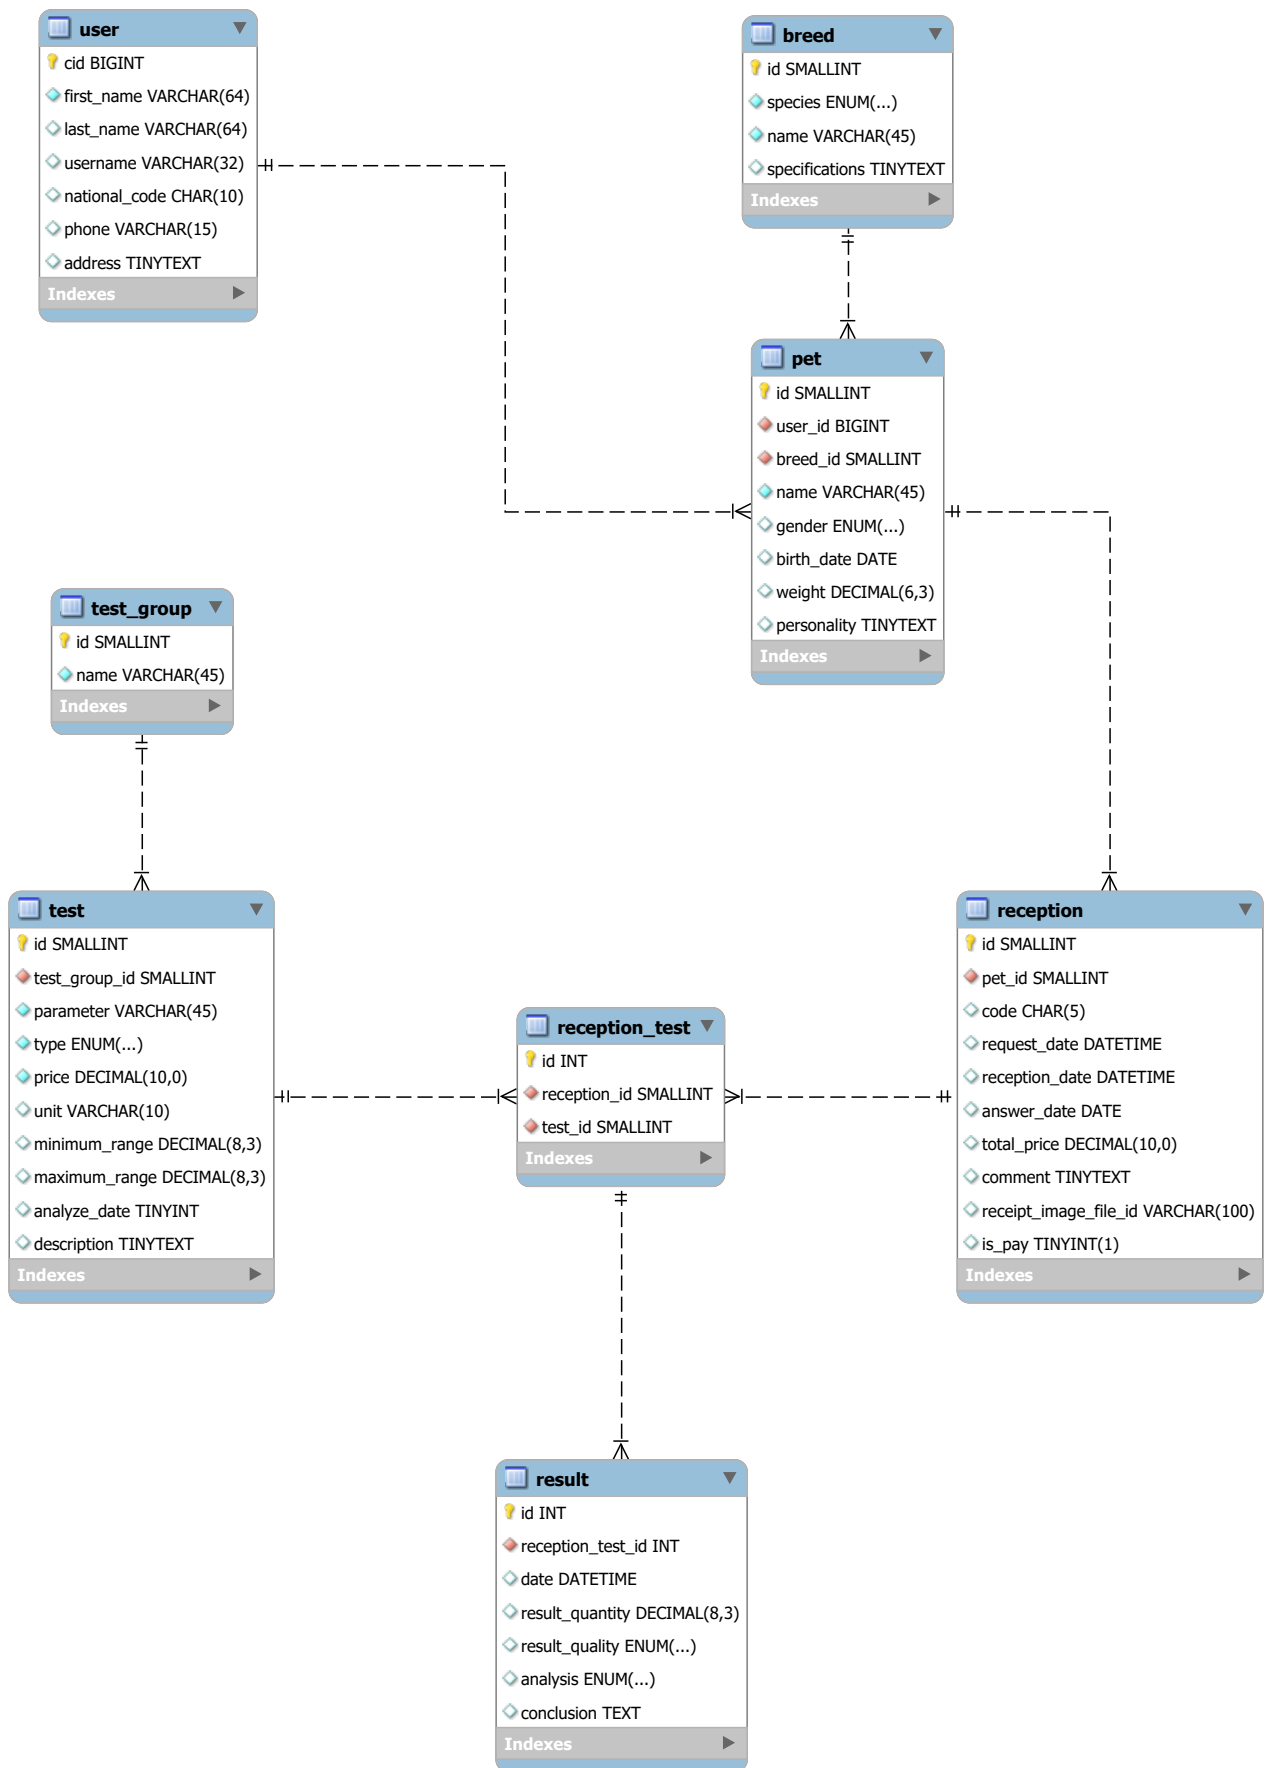 user
cid BIGINT
first_name VARCHAR(64)
last_name VARCHAR(64)
username VARCHAR(32)
national_code CHAR(10)
phone VARCHAR(15)
address TINYTEXT
Indexes
breed
id SMALLINT
species ENUM(...)
name VARCHAR(45)
specifications TINYTEXT
Indexes
pet
id SMALLINT
user_id BIGINT
breed_id SMALLINT
name VARCHAR(45)
gender ENUM(...)
birth_date DATE
weight DECIMAL(6,3)
personality TINYTEXT
Indexes
test_group
id SMALLINT
name VARCHAR(45)
Indexes
test
id SMALLINT
test_group_id SMALLINT
parameter VARCHAR(45)
type ENUM(...)
price DECIMAL(10,0)
unit VARCHAR(10)
minimum_range DECIMAL(8,3)
maximum_range DECIMAL(8,3)
analyze_date TINYINT
description TINYTEXT
Indexes
reception_test
id INT
reception_id SMALLINT
test_id SMALLINT
Indexes
reception
id SMALLINT
pet_id SMALLINT
code CHAR(5)
request_date DATETIME
reception_date DATETIME
answer_date DATE
total_price DECIMAL(10,0)
comment TINYTEXT
receipt_image_file_id VARCHAR(100)
is_pay TINYINT(1)
Indexes
result
id INT
reception_test_id INT
date DATETIME
result_quantity DECIMAL(8,3)
result_quality ENUM(...)
analysis ENUM(...)
conclusion TEXT
Indexes